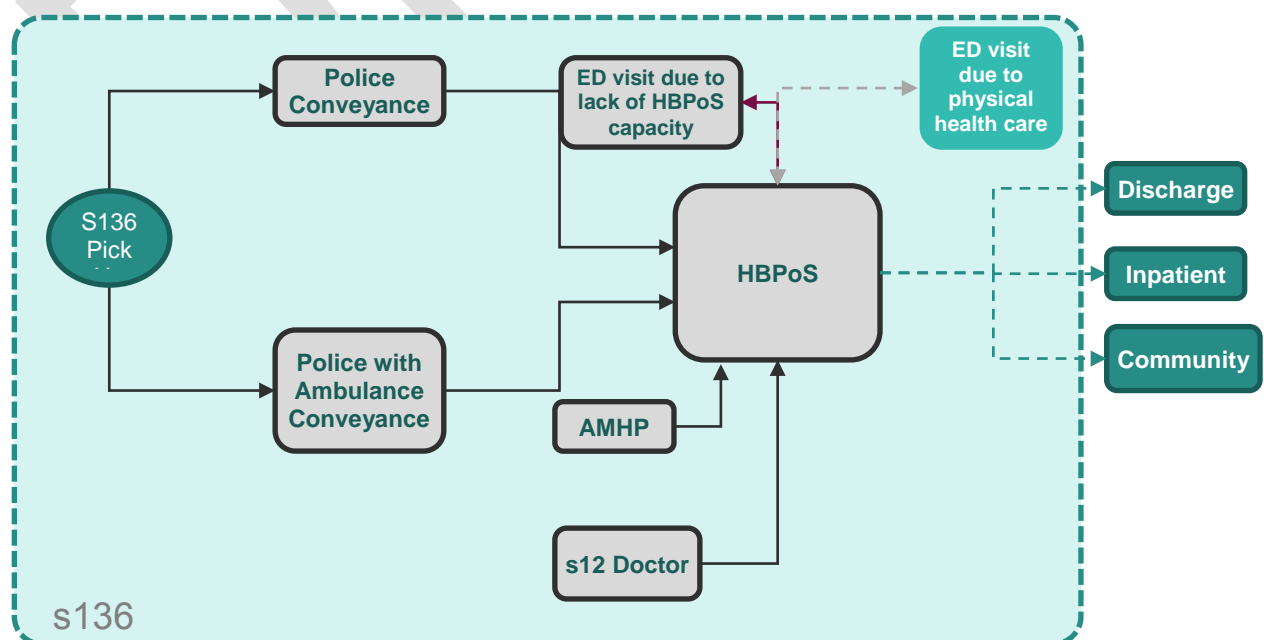 Police
Conveyance
ED visit due to
lack of HBPoS
capacity
ED visit
due to
physical
health care
S136
Pick
HBPoS
Discharge
Inpatient
Community
Police with
Ambulance
Conveyance
AMHP
s12 Doctor
s136